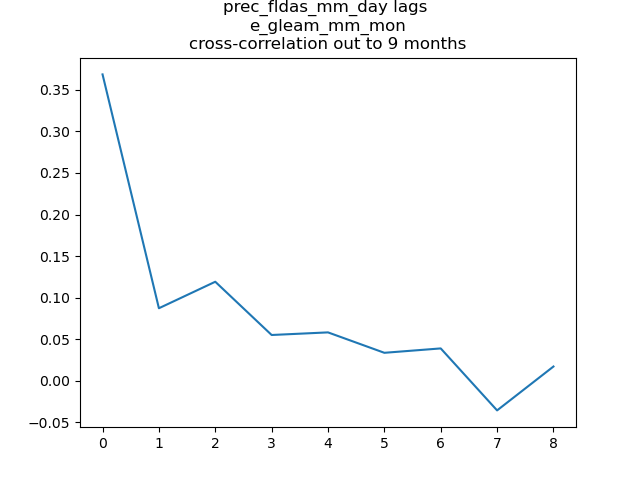 prec_fldas_mm_day lags
e_gleam_mm_mon
cross-correlation out to 9 months
0.35
0.30
0.25
0.20
0.15
0.10
0.05
0.00
−0.05
0 1 2 3 4 5 6 7 8